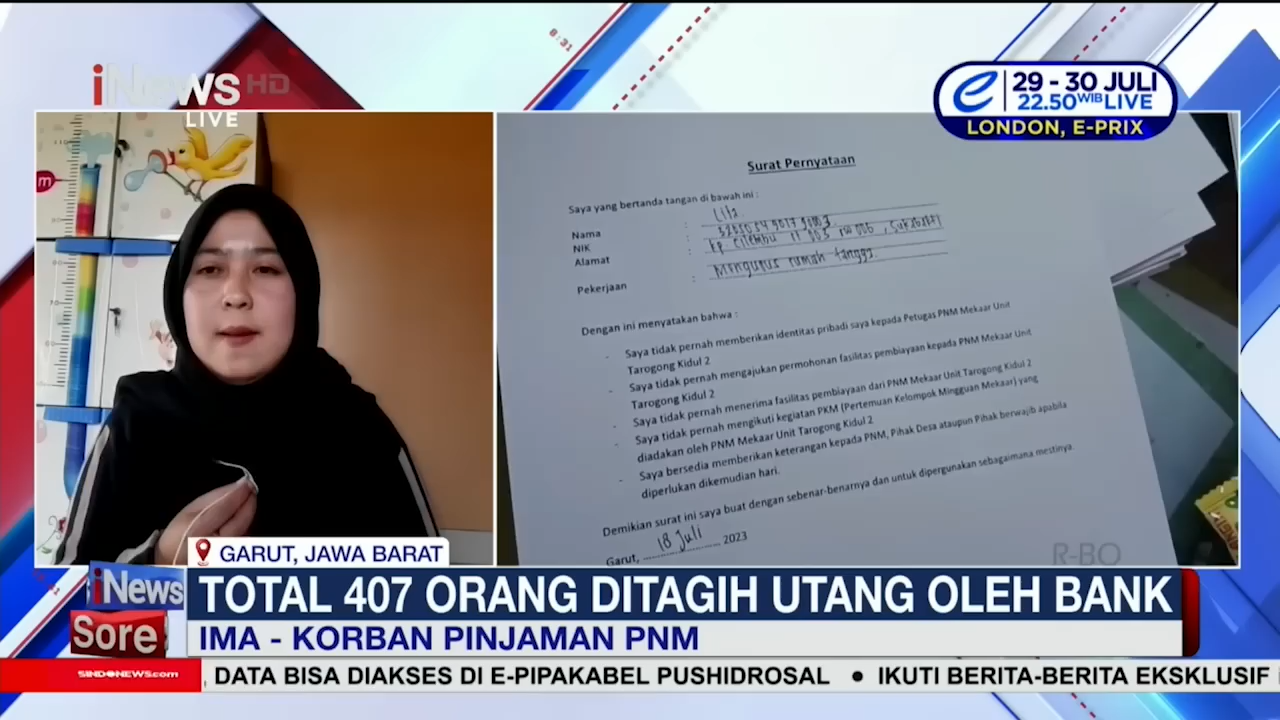 iNews HD
LIVE
29 - 30 JULI
22.50 WIB LIVE
LONDON, E-PRIX
Surat Pernyataan
Saya yang bertanda tangan di bawah ini :
Nama : Lila
NIK :
Alamat : kp cilembu rt 005 rw 006, Sukabakti
Pekerjaan : Mengurus rumah tangga.
Dengan ini menyatakan bahwa :
- Saya tidak pernah memberikan identitas pribadi saya kepada Petugas PNM Mekaar Unit
Tarogong Kidul 2
- Saya tidak pernah mengajukan permohonan fasilitas pembiayaan kepada PNM Mekaar Unit
Tarogong Kidul 2
- Saya tidak pernah menerima fasilitas pembiayaan dari PNM Mekaar Unit Tarogong Kidul 2
- Saya tidak pernah mengikuti kegiatan PKM (Pertemuan Kelompok Mingguan Mekaar) yang
diadakan oleh PNM Mekaar Unit Tarogong Kidul 2
- Saya bersedia memberikan keterangan kepada PNM, Pihak Desa ataupun Pihak berwajib apabila
diperlukan dikemudian hari.
Demikian surat ini saya buat dengan sebenar-benarnya dan untuk dipergunakan sebagaimana mestinya.
Garut, 18 Juli 2023
R-BO
GARUT, JAWA BARAT
iNews
Sore
TOTAL 407 ORANG DITAGIH UTANG OLEH BANK
IMA - KORBAN PINJAMAN PNM
SINDONEWS.com
, DATA BISA DIAKSES DI E-PIPAKABEL PUSHIDROSAL • IKUTI BERITA-BERITA EKSKLUSIF